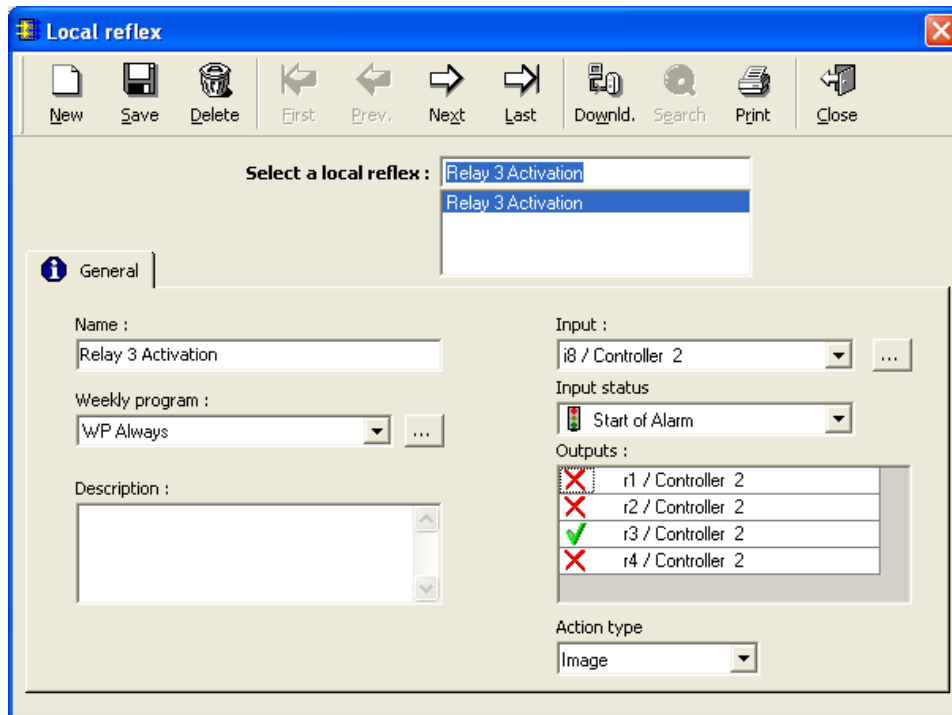 Local reflex
New Save Delete First Prev. Next Last Downld. Search Print Close
Select a local reflex : Relay 3 Activation
Relay 3 Activation
General
Name :
Relay 3 Activation
Weekly program :
WP Always
...
Description :
Input :
i8 / Controller 2
...
Input status
Start of Alarm
Outputs :
r1 / Controller 2
r2 / Controller 2
r3 / Controller 2
r4 / Controller 2
Action type
Image